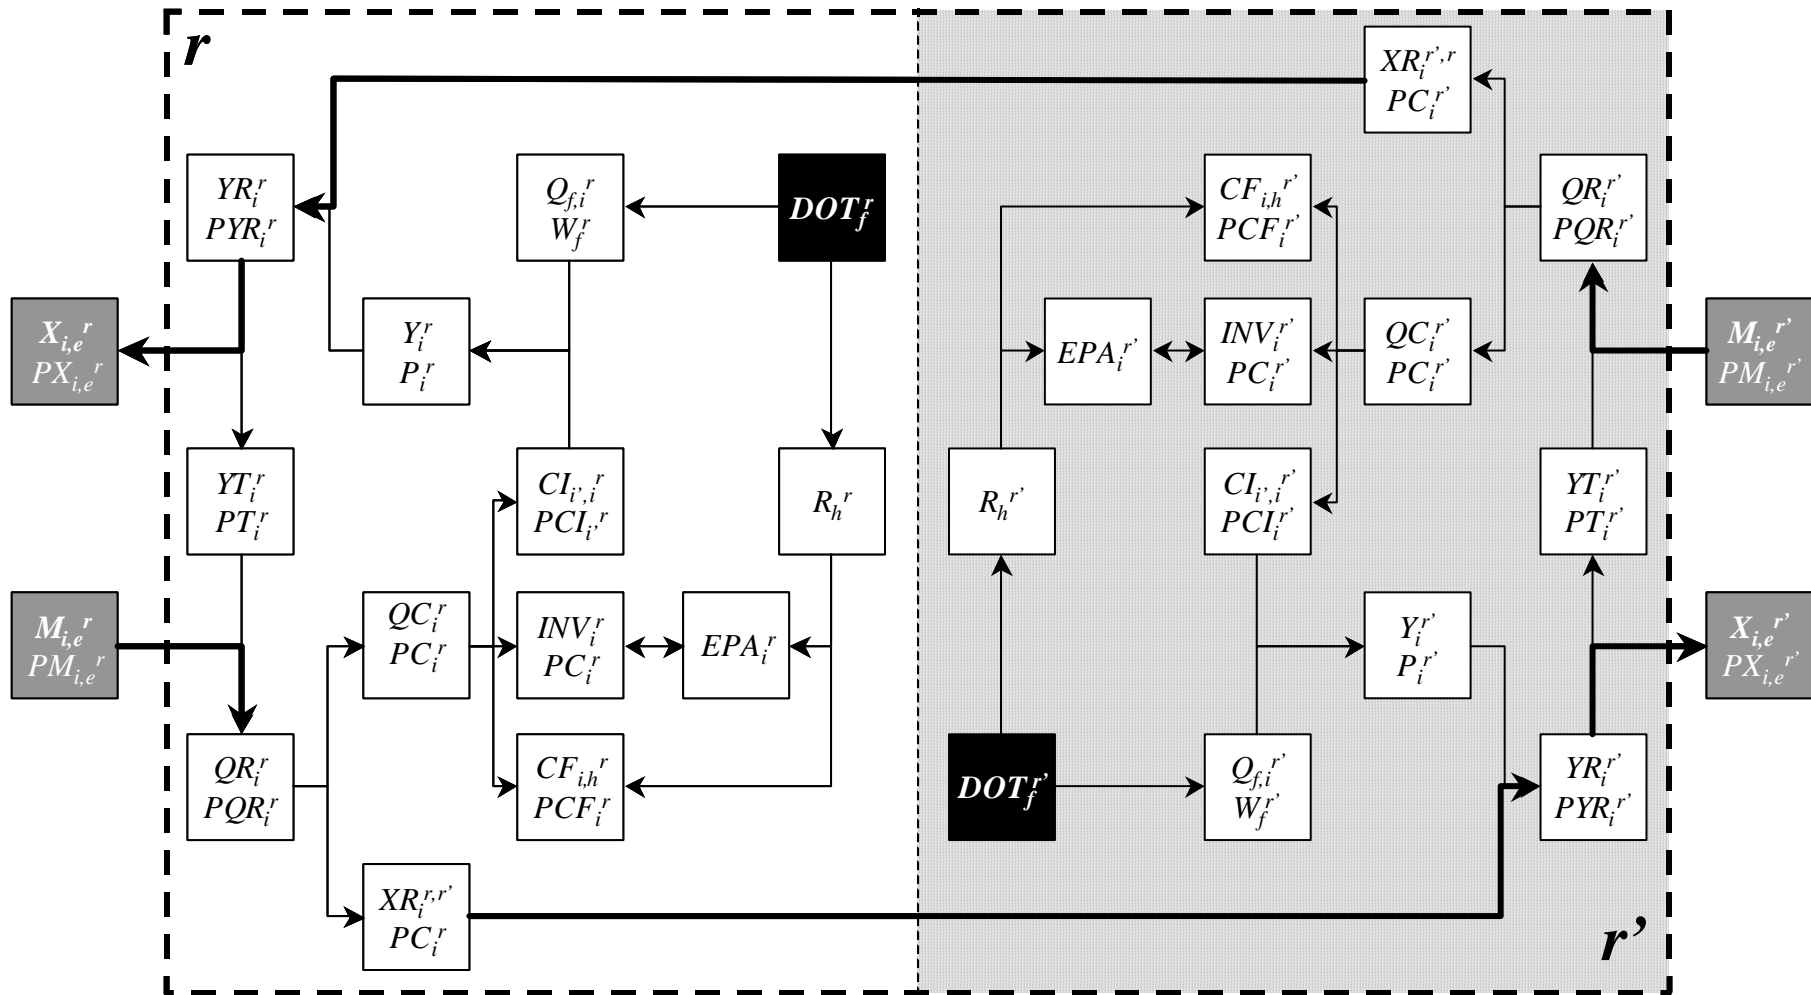 r
XR_i^{r',r}
PC_i^{r'}
YR_i^r
PYR_i^r
Q_{f,i}^r
W_f^r
DOT_f^r
CF_{i,h}^{r'}
PCF_i^{r'}
QR_i^{r'}
PQR_i^{r'}
X_{i,e}^r
PX_{i,e}^r
Y_i^r
P_i^r
EPA_i^{r'}
INV_i^{r'}
PC_i^{r'}
QC_i^{r'}
PC_i^{r'}
M_{i,e}^{r'}
PM_{i,e}^{r'}
YT_i^r
PT_i^r
CI_{i',i}^r
PCI_{i'}^r
R_h^r
R_h^{r'}
CI_{i',i}^{r'}
PCI_i^{r'}
YT_i^{r'}
PT_i^{r'}
M_{i,e}^r
PM_{i,e}^r
QC_i^r
PC_i^r
INV_i^r
PC_i^r
EPA_i^r
Y_i^{r'}
P_i^{r'}
X_{i,e}^{r'}
PX_{i,e}^{r'}
QR_i^r
PQR_i^r
CF_{i,h}^r
PCF_i^r
DOT_f^{r'}
Q_{f,i}^{r'}
W_f^{r'}
YR_i^{r'}
PYR_i^{r'}
XR_i^{r,r'}
PC_i^r
r'